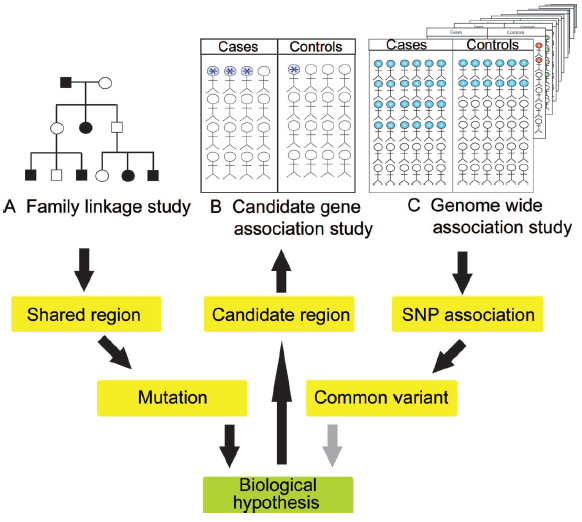 Cases
Controls
Cases
Controls
Cases
Controls
A Family linkage study
B Candidate gene
association study
C Genome wide
association study
Shared region
Candidate region
SNP association
Mutation
Common variant
Biological
hypothesis